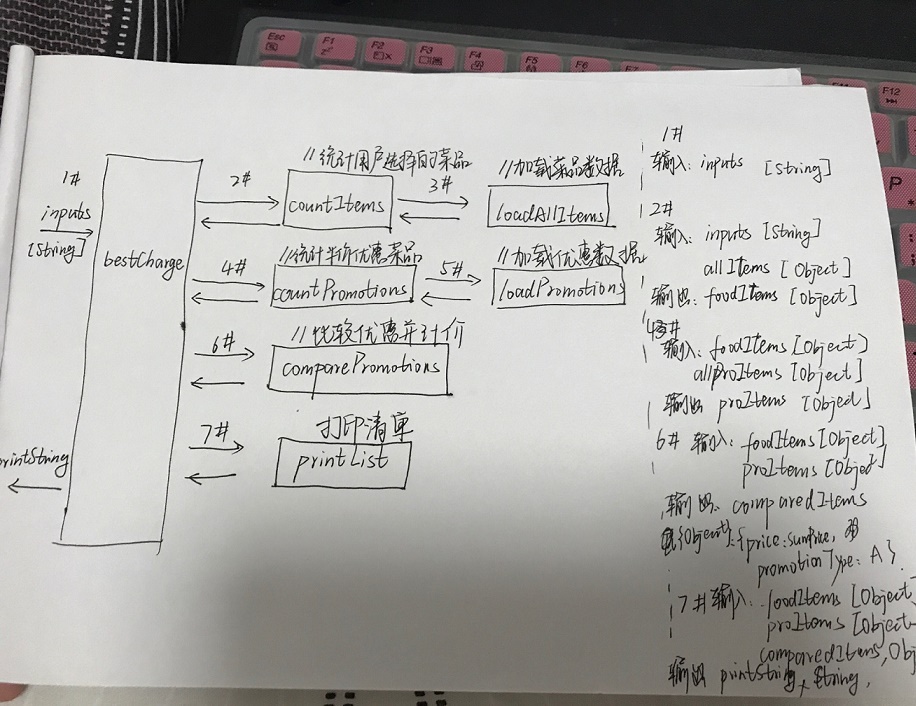 Esc
F1
F2
F3
F4
F5
F6
F7
F12
P
//统计用户选择的菜品
//加载菜品数据
1#
2#
3#
inputs
[String]
countItems
loadAllItems
bestCharge
//统计半价优惠菜品
//加载优惠数据
4#
5#
countPromotions
loadPromotions
//比较优惠并计价
6#
comparePromotions
打印清单
7#
printList
rintString
1#
输入: inputs [String]
2#
输入: inputs [String]
allItems [Object]
输出: foodItems [Object]
4#
输入: foodItems [Object]
allProItems [Object]
输出 proItems [Object]
6# 输入: foodItems [Object]
proItems [Object]
输出: comparedItems
{Object}:{price:sumPrice,
promotionType: A}.
7# 输入: foodItems [Object
proItems [Object
comparedItems, Obj
输出 printString, String,